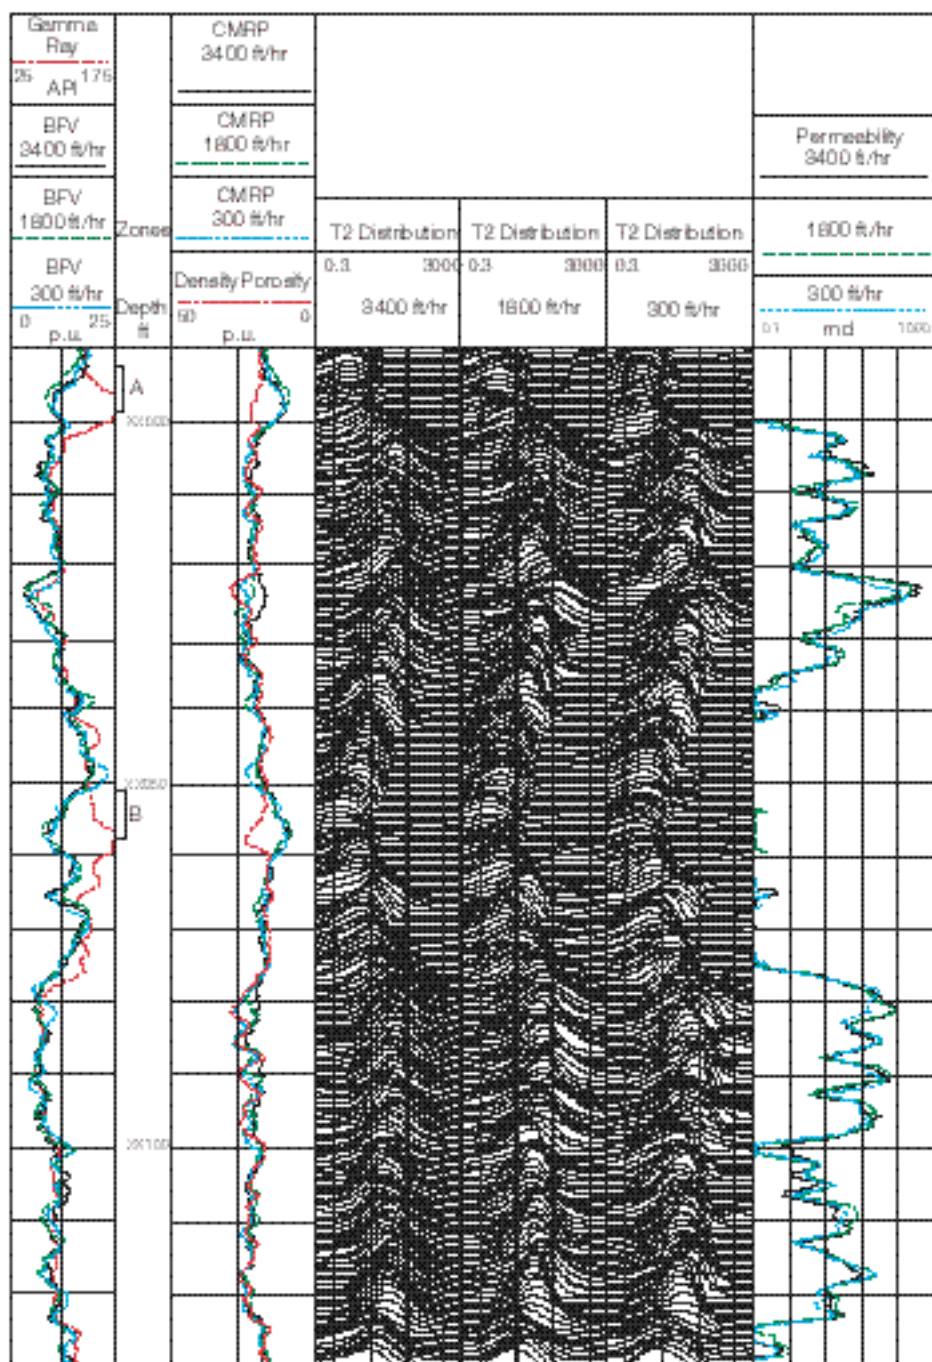 Gamma
Ray
25 175
API
BFV
3400 ft/hr
BFV
1800 ft/hr
BFV
300 ft/hr
0 25
p.u.
Zones
Depth
ft
CMRP
3400 ft/hr
CMRP
1800 ft/hr
CMRP
300 ft/hr
Density Porosity
60 0
p.u.
T2 Distribution
0.3 3000
3400 ft/hr
T2 Distribution
0.3 3000
1800 ft/hr
T2 Distribution
0.3 3000
300 ft/hr
Permeability
3400 ft/hr
1800 ft/hr
300 ft/hr
0.1 1000
md
A
B
XX050
XX100